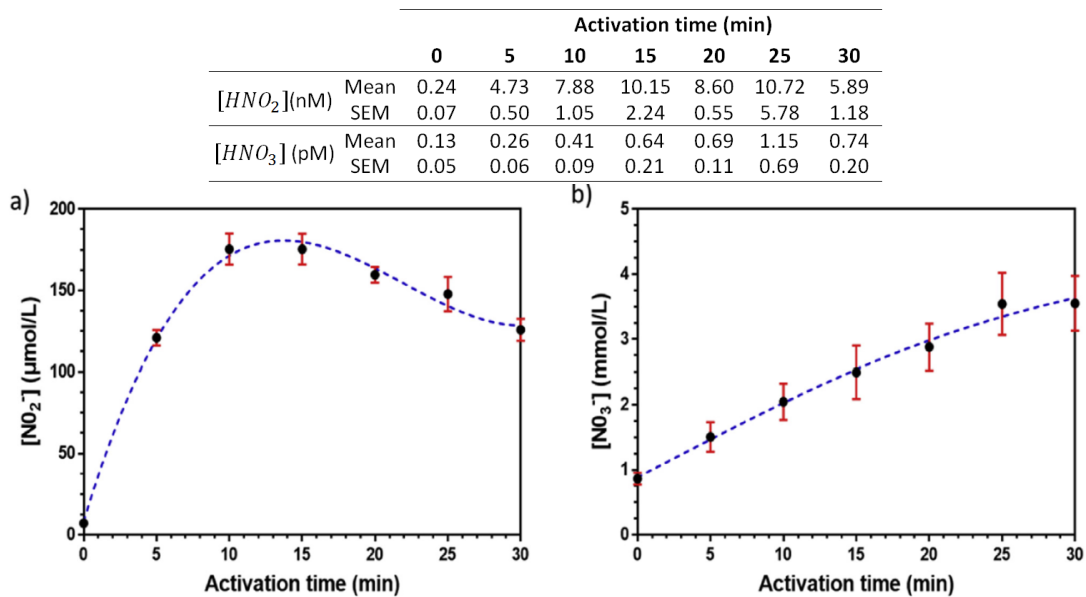 Activation time (min)
0 5 10 15 20 25 30
[HNO2](nM) Mean 0.24 4.73 7.88 10.15 8.60 10.72 5.89
SEM 0.07 0.50 1.05 2.24 0.55 5.78 1.18
[HNO3] (pM) Mean 0.13 0.26 0.41 0.64 0.69 1.15 0.74
SEM 0.05 0.06 0.09 0.21 0.11 0.69 0.20
a)
200
150
100
50
0
[N02-] (μmol/L)
0 5 10 15 20 25 30
Activation time (min)
b)
5
4
3
2
1
0
[N03-] (mmol/L)
0 5 10 15 20 25 30
Activation time (min)